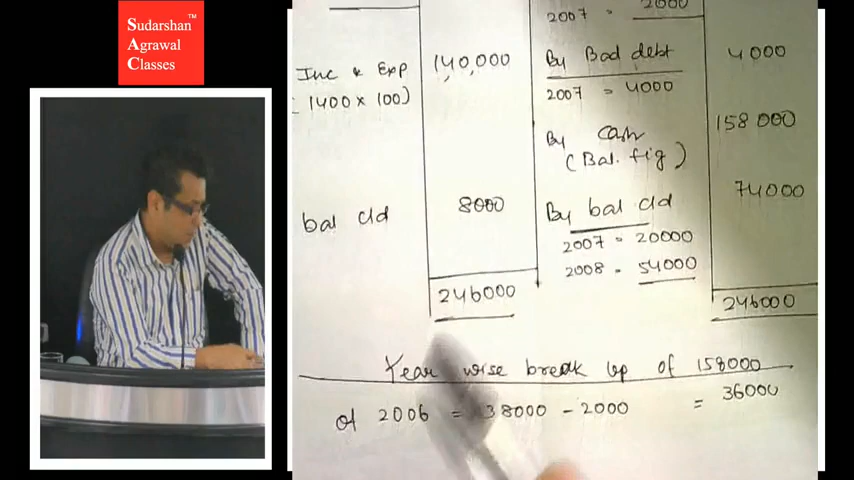 Sudarshan TM
Agrawal
Classes
2000
2007 =
Inc & Exp 140,000
1400 x 100)
By Bad debt 4000
2007 = 4000
By cash 158000
(Bal. fig)
bal c/d 8000
By bal c/d 74000
2007 = 20000
2008 = 54000
246000 246000
Year wise break up of 158000
of 2006 = 38000 - 2000 = 36000